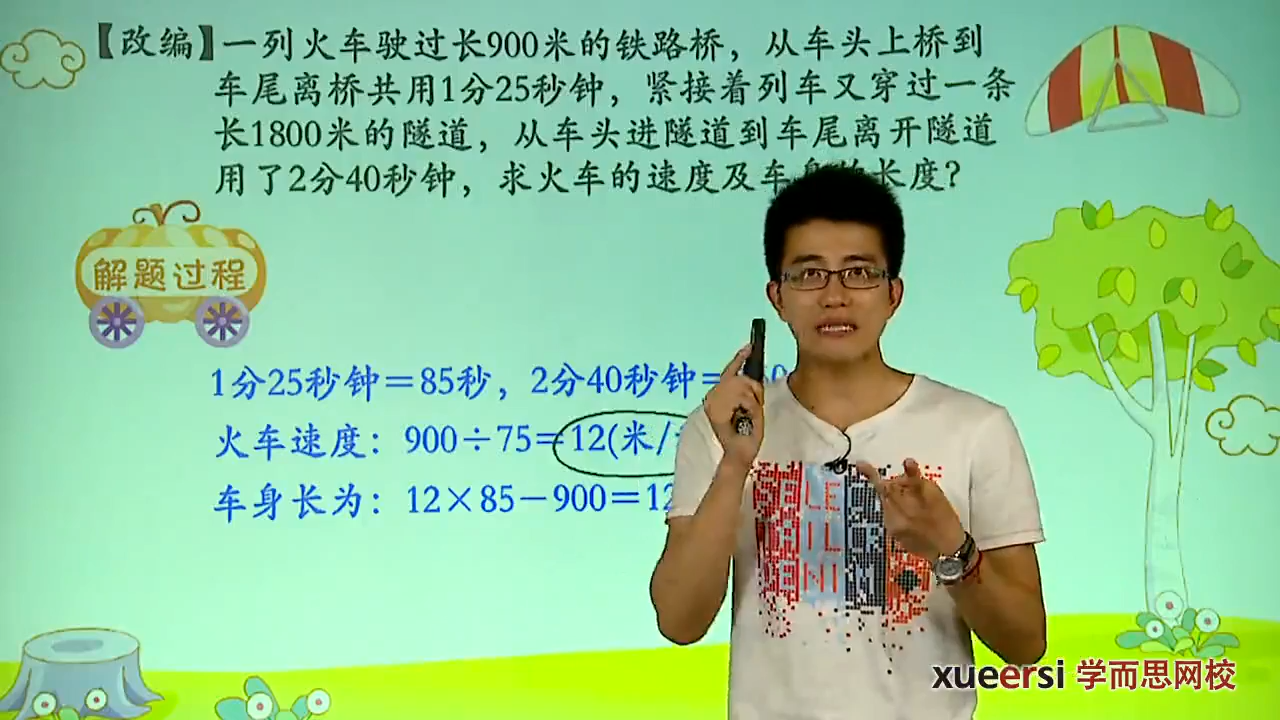 【改编】一列火车驶过长900米的铁路桥，从车头上桥到
车尾离桥共用1分25秒钟，紧接着列车又穿过一条
长1800米的隧道，从车头进隧道到车尾离开隧道
用了2分40秒钟，求火车的速度及车身的长度？
解题过程
1分25秒钟＝85秒，2分40秒钟＝
火车速度：900÷75＝12(米/
车身长为：12×85－900＝12
xueersi 学而思网校